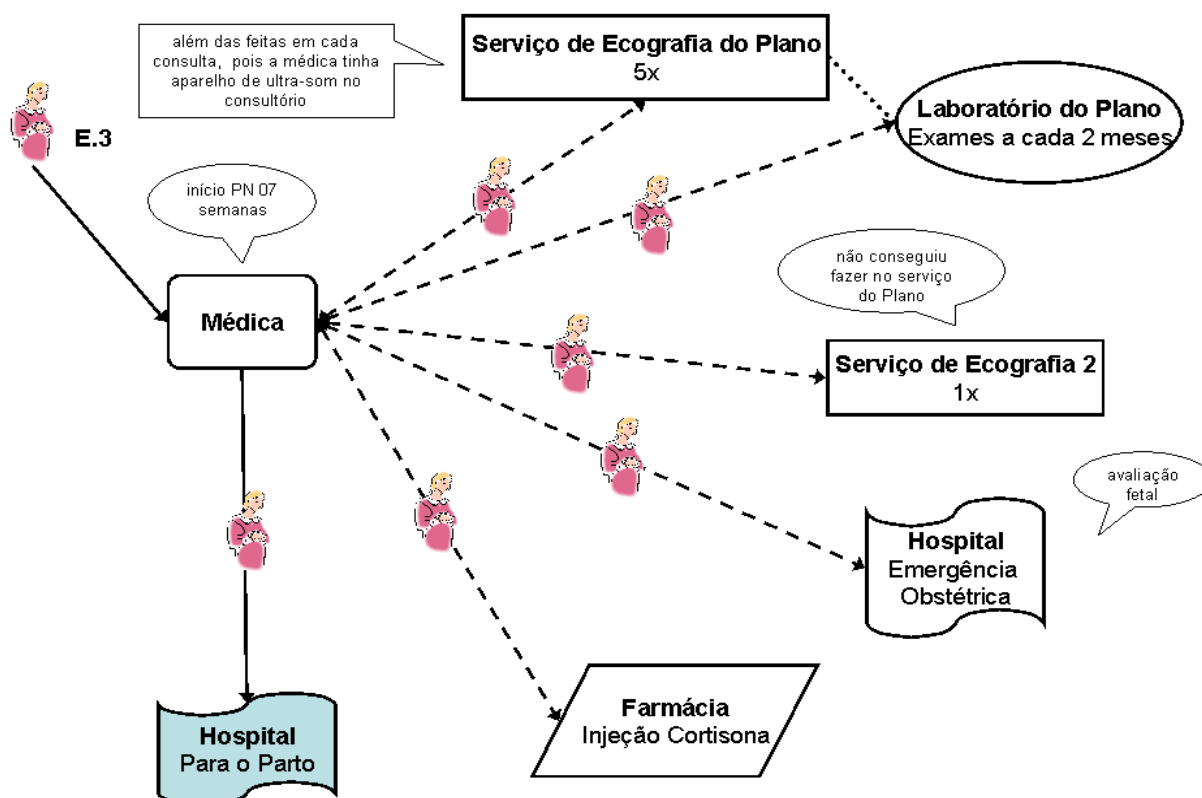 além das feitas em cada
consulta, pois a médica tinha
aparelho de ultra-som no
consultório
Serviço de Ecografia do Plano
5x
Laboratório do Plano
Exames a cada 2 meses
E.3
início PN 07
semanas
não conseguiu
fazer no serviço
do Plano
Médica
Serviço de Ecografia 2
1x
avaliação
fetal
Hospital
Emergência
Obstétrica
Farmácia
Injeção Cortisona
Hospital
Para o Parto